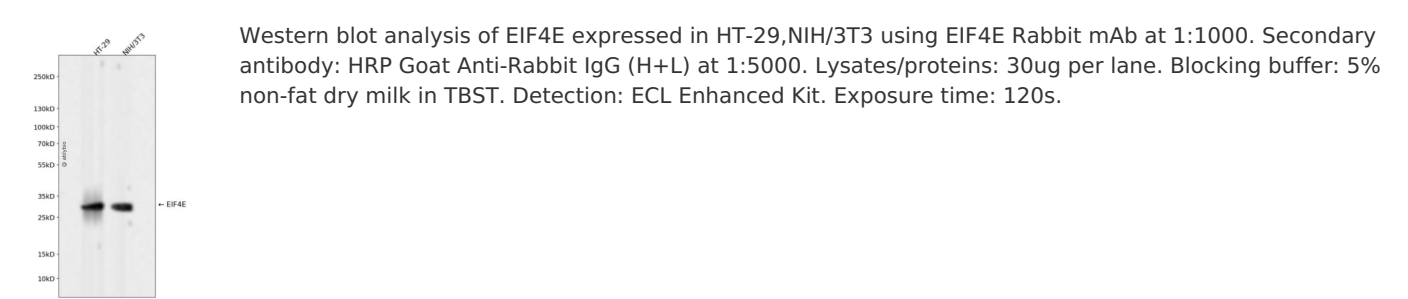 HT-29
NIH/3T3
250kD
130kD
100kD
70kD
55kD
35kD
25kD
15kD
10kD
← EIF4E
Western blot analysis of EIF4E expressed in HT-29,NIH/3T3 using EIF4E Rabbit mAb at 1:1000. Secondary
antibody: HRP Goat Anti-Rabbit IgG (H+L) at 1:5000. Lysates/proteins: 30ug per lane. Blocking buffer: 5%
non-fat dry milk in TBST. Detection: ECL Enhanced Kit. Exposure time: 120s.